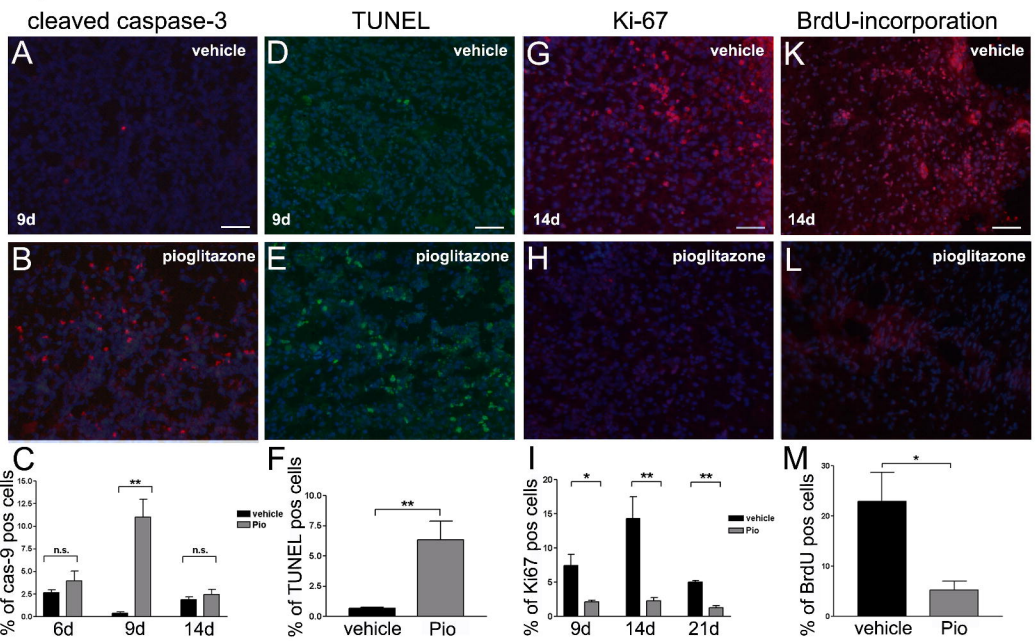 cleaved caspase-3 TUNEL Ki-67 BrdU-incorporation
A vehicle D vehicle G vehicle K vehicle
9d 9d 14d 14d
B pioglitazone E pioglitazone H pioglitazone L pioglitazone
C
% of cas-9 pos cells
15.0
12.5
10.0
7.5
5.0
2.5
0.0
n.s. ** n.s.
vehicle
Pio
6d 9d 14d
F
% of TUNEL pos cells
10.0
7.5
5.0
2.5
0.0
**
vehicle Pio
I
% of Ki67 pos cells
20
15
10
5
0
* ** **
vehicle
Pio
9d 14d 21d
M
% of BrdU pos cells
30
20
10
0
*
vehicle Pio